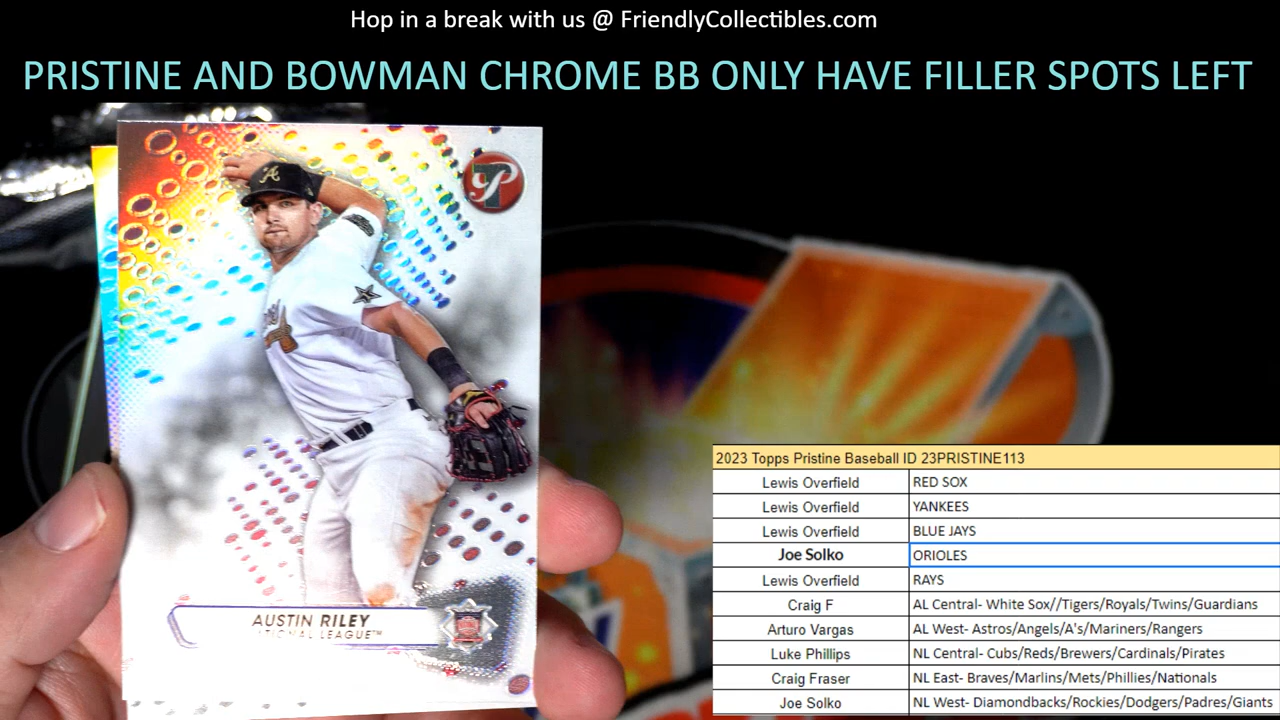 Hop in a break with us @ FriendlyCollectibles.com
PRISTINE AND BOWMAN CHROME BB ONLY HAVE FILLER SPOTS LEFT
A
P
AUSTIN RILEY
NATIONAL LEAGUE™
2023 Topps Pristine Baseball ID 23PRISTINE113
Lewis Overfield RED SOX
Lewis Overfield YANKEES
Lewis Overfield BLUE JAYS
Joe Solko ORIOLES
Lewis Overfield RAYS
Craig F AL Central- White Sox//Tigers/Royals/Twins/Guardians
Arturo Vargas AL West- Astros/Angels/A's/Mariners/Rangers
Luke Phillips NL Central- Cubs/Reds/Brewers/Cardinals/Pirates
Craig Fraser NL East- Braves/Marlins/Mets/Phillies/Nationals
Joe Solko NL West- Diamondbacks/Rockies/Dodgers/Padres/Giants